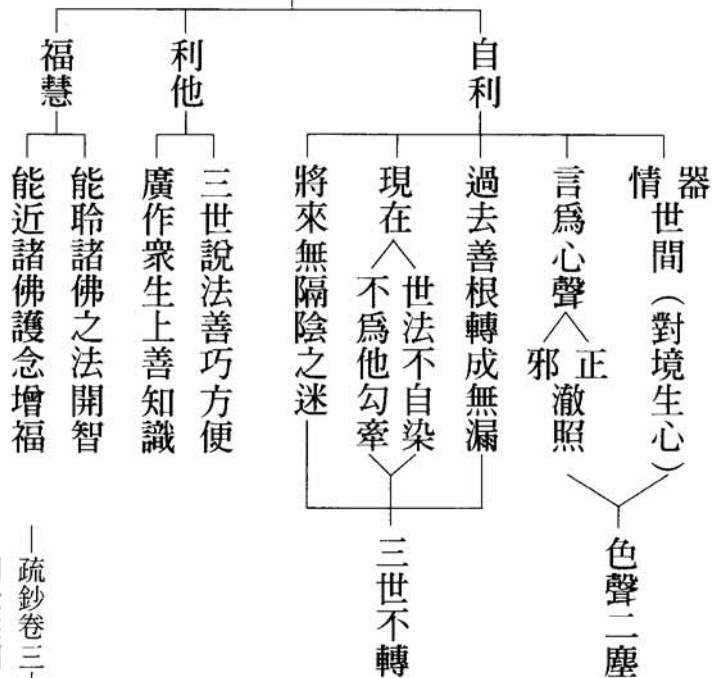 自利
器
情
世間（對境生心）
言爲心聲
正
邪
澈照
色聲二塵
過去善根轉成無漏
現在
世法不自染
不爲他勾牽
將來無隔陰之迷
三世不轉
利他
三世說法善巧方便
廣作衆生上善知識
福慧
能聆諸佛之法開智
能近諸佛護念增福
—疏鈔卷三